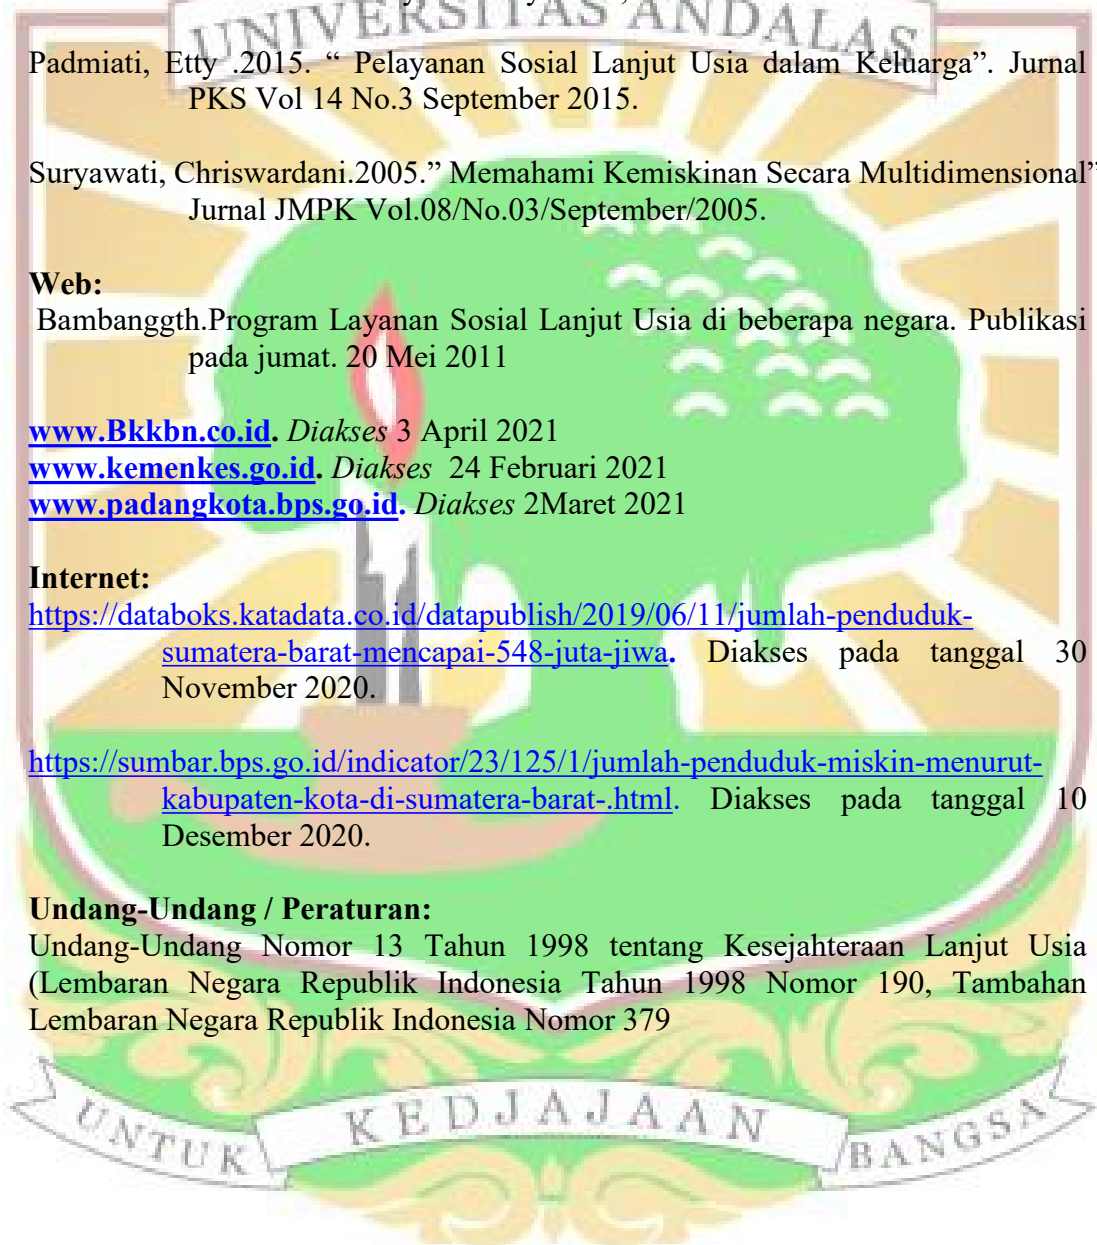 UNIVERSITAS ANDALAS
Padmiati, Etty .2015. “ Pelayanan Sosial Lanjut Usia dalam Keluarga”. Jurnal
PKS Vol 14 No.3 September 2015.
Suryawati, Chriswardani.2005.” Memahami Kemiskinan Secara Multidimensional”
Jurnal JMPK Vol.08/No.03/September/2005.
Web:
Bambanggth.Program Layanan Sosial Lanjut Usia di beberapa negara. Publikasi
pada jumat. 20 Mei 2011
www.Bkkbn.co.id. Diakses 3 April 2021
www.kemenkes.go.id. Diakses 24 Februari 2021
www.padangkota.bps.go.id. Diakses 2Maret 2021
Internet:
https://databoks.katadata.co.id/datapublish/2019/06/11/jumlah-penduduk-
sumatera-barat-mencapai-548-juta-jiwa. Diakses pada tanggal 30
November 2020.
https://sumbar.bps.go.id/indicator/23/125/1/jumlah-penduduk-miskin-menurut-
kabupaten-kota-di-sumatera-barat-.html. Diakses pada tanggal 10
Desember 2020.
Undang-Undang / Peraturan:
Undang-Undang Nomor 13 Tahun 1998 tentang Kesejahteraan Lanjut Usia
(Lembaran Negara Republik Indonesia Tahun 1998 Nomor 190, Tambahan
Lembaran Negara Republik Indonesia Nomor 379
UNTUK KEDJAJAAN BANGSA